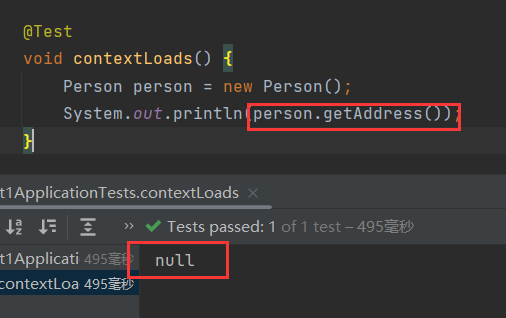 @Test
void contextLoads() {
Person person = new Person();
System.out.println(person.getAddress());
}
t1ApplicationTests.contextLoads ×
» Tests passed: 1 of 1 test – 495毫秒
t1Applicati 495毫秒
contextLoa 495毫秒
null